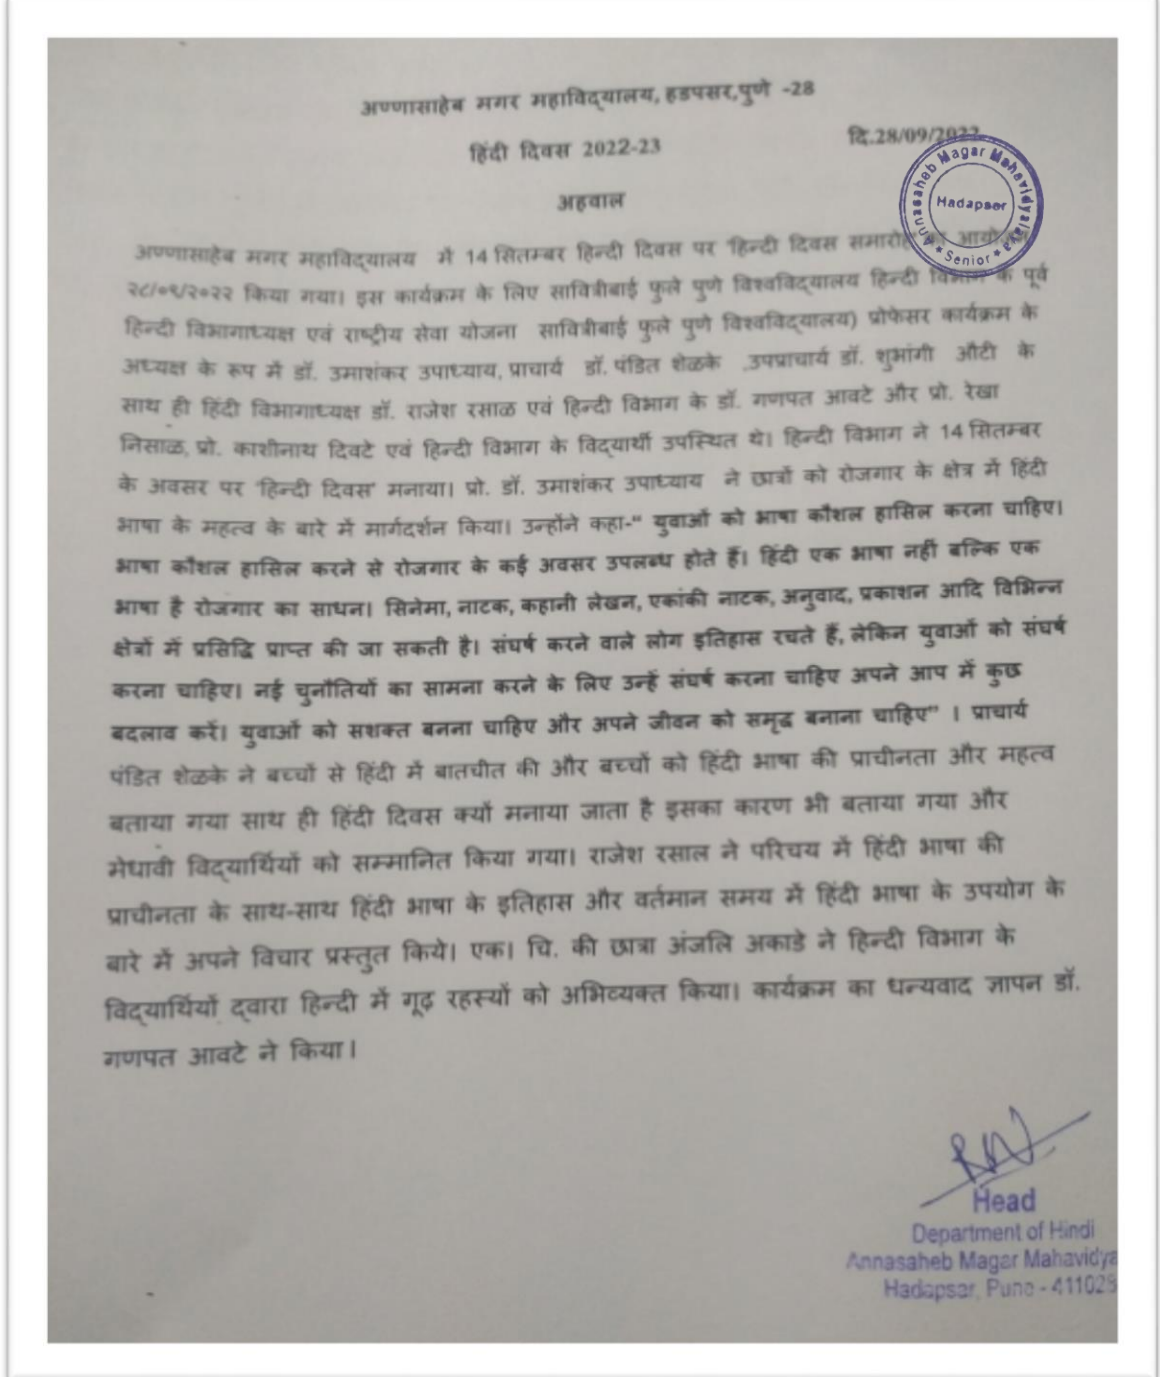 अण्णासाहेब मगर महाविद्यालय, हडपसर,पुणे -28
दि.28/09/2022
हिंदी दिवस 2022-23
अहवाल
Annasaheb Magar Mahavidyalaya
Hadapsar
* Senior *
अण्णासाहेब मगर महाविद्यालय मे 14 सितम्बर हिन्दी दिवस पर 'हिन्दी दिवस समारोह' का
२८/०९/२०२२ किया गया। इस कार्यक्रम के लिए सावित्रीबाई फुले पुणे विश्वविद्यालय हिन्दी विभाग के पूर्व
हिन्दी विभागाध्यक्ष एवं राष्ट्रीय सेवा योजना सावित्रीबाई फुले पुणे विश्वविद्यालय) प्रोफेसर कार्यक्रम के
अध्यक्ष के रूप में डॉ. उमाशंकर उपाध्याय, प्राचार्य डॉ. पंडित शेळके ,उपप्राचार्य डॉ. शुभांगी औटी के
साथ ही हिंदी विभागाध्यक्ष डॉ. राजेश रसाळ एवं हिन्दी विभाग के डॉ. गणपत आवटे और प्रो. रेखा
निसाळ, प्रो. काशीनाथ दिवटे एवं हिन्दी विभाग के विद्यार्थी उपस्थित थे। हिन्दी विभाग ने 14 सितम्बर
के अवसर पर 'हिन्दी दिवस' मनाया। प्रो. डॉ. उमाशंकर उपाध्याय ने छात्रों को रोजगार के क्षेत्र में हिंदी
भाषा के महत्व के बारे में मार्गदर्शन किया। उन्होंने कहा-“ युवाओं को भाषा कौशल हासिल करना चाहिए।
भाषा कौशल हासिल करने से रोजगार के कई अवसर उपलब्ध होते हैं। हिंदी एक भाषा नहीं बल्कि एक
भाषा है रोजगार का साधन। सिनेमा, नाटक, कहानी लेखन, एकांकी नाटक, अनुवाद, प्रकाशन आदि विभिन्न
क्षेत्रों में प्रसिद्धि प्राप्त की जा सकती है। संघर्ष करने वाले लोग इतिहास रचते हैं, लेकिन युवाओं को संघर्ष
करना चाहिए। नई चुनौतियों का सामना करने के लिए उन्हें संघर्ष करना चाहिए अपने आप में कुछ
बदलाव करें। युवाओं को सशक्त बनना चाहिए और अपने जीवन को समृद्ध बनाना चाहिए” । प्राचार्य
पंडित शेळके ने बच्चों से हिंदी में बातचीत की और बच्चों को हिंदी भाषा की प्राचीनता और महत्व
बताया गया साथ ही हिंदी दिवस क्यों मनाया जाता है इसका कारण भी बताया गया और
मेधावी विद्यार्थियों को सम्मानित किया गया। राजेश रसाल ने परिचय में हिंदी भाषा की
प्राचीनता के साथ-साथ हिंदी भाषा के इतिहास और वर्तमान समय में हिंदी भाषा के उपयोग के
बारे में अपने विचार प्रस्तुत किये। एक। चि. की छात्रा अंजलि अकाडे ने हिन्दी विभाग के
विद्यार्थियों द्वारा हिन्दी में गूढ़ रहस्यों को अभिव्यक्त किया। कार्यक्रम का धन्यवाद ज्ञापन डॉ.
गणपत आवटे ने किया।
Head
Department of Hindi
Annasaheb Magar Mahavidya
Hadapsar, Pune - 411028